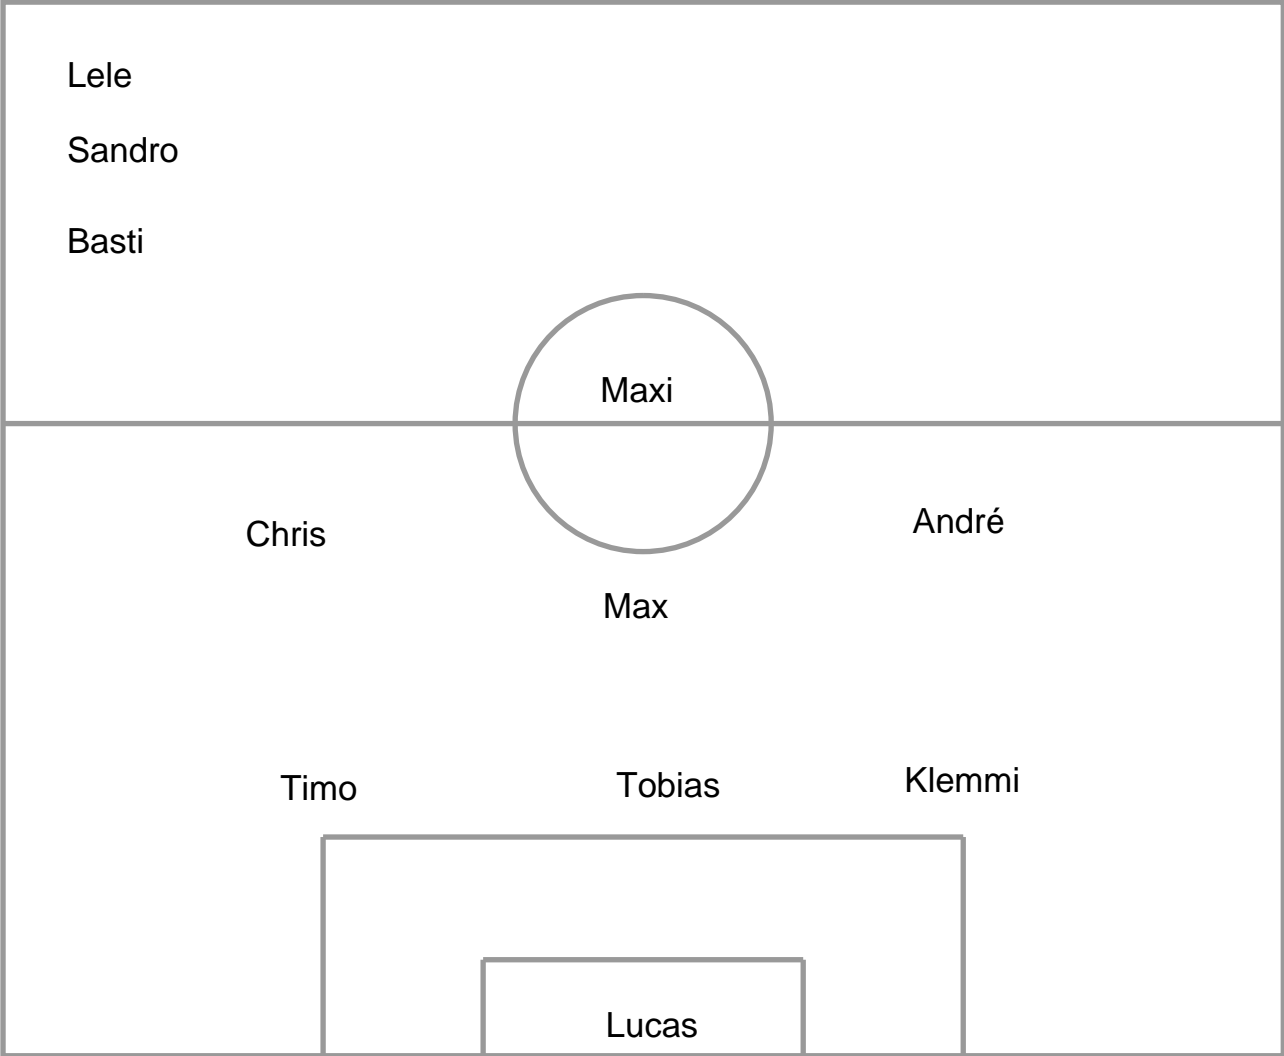 Lele
Sandro
Basti
Maxi
Chris
André
Max
Timo
Tobias
Klemmi
Lucas